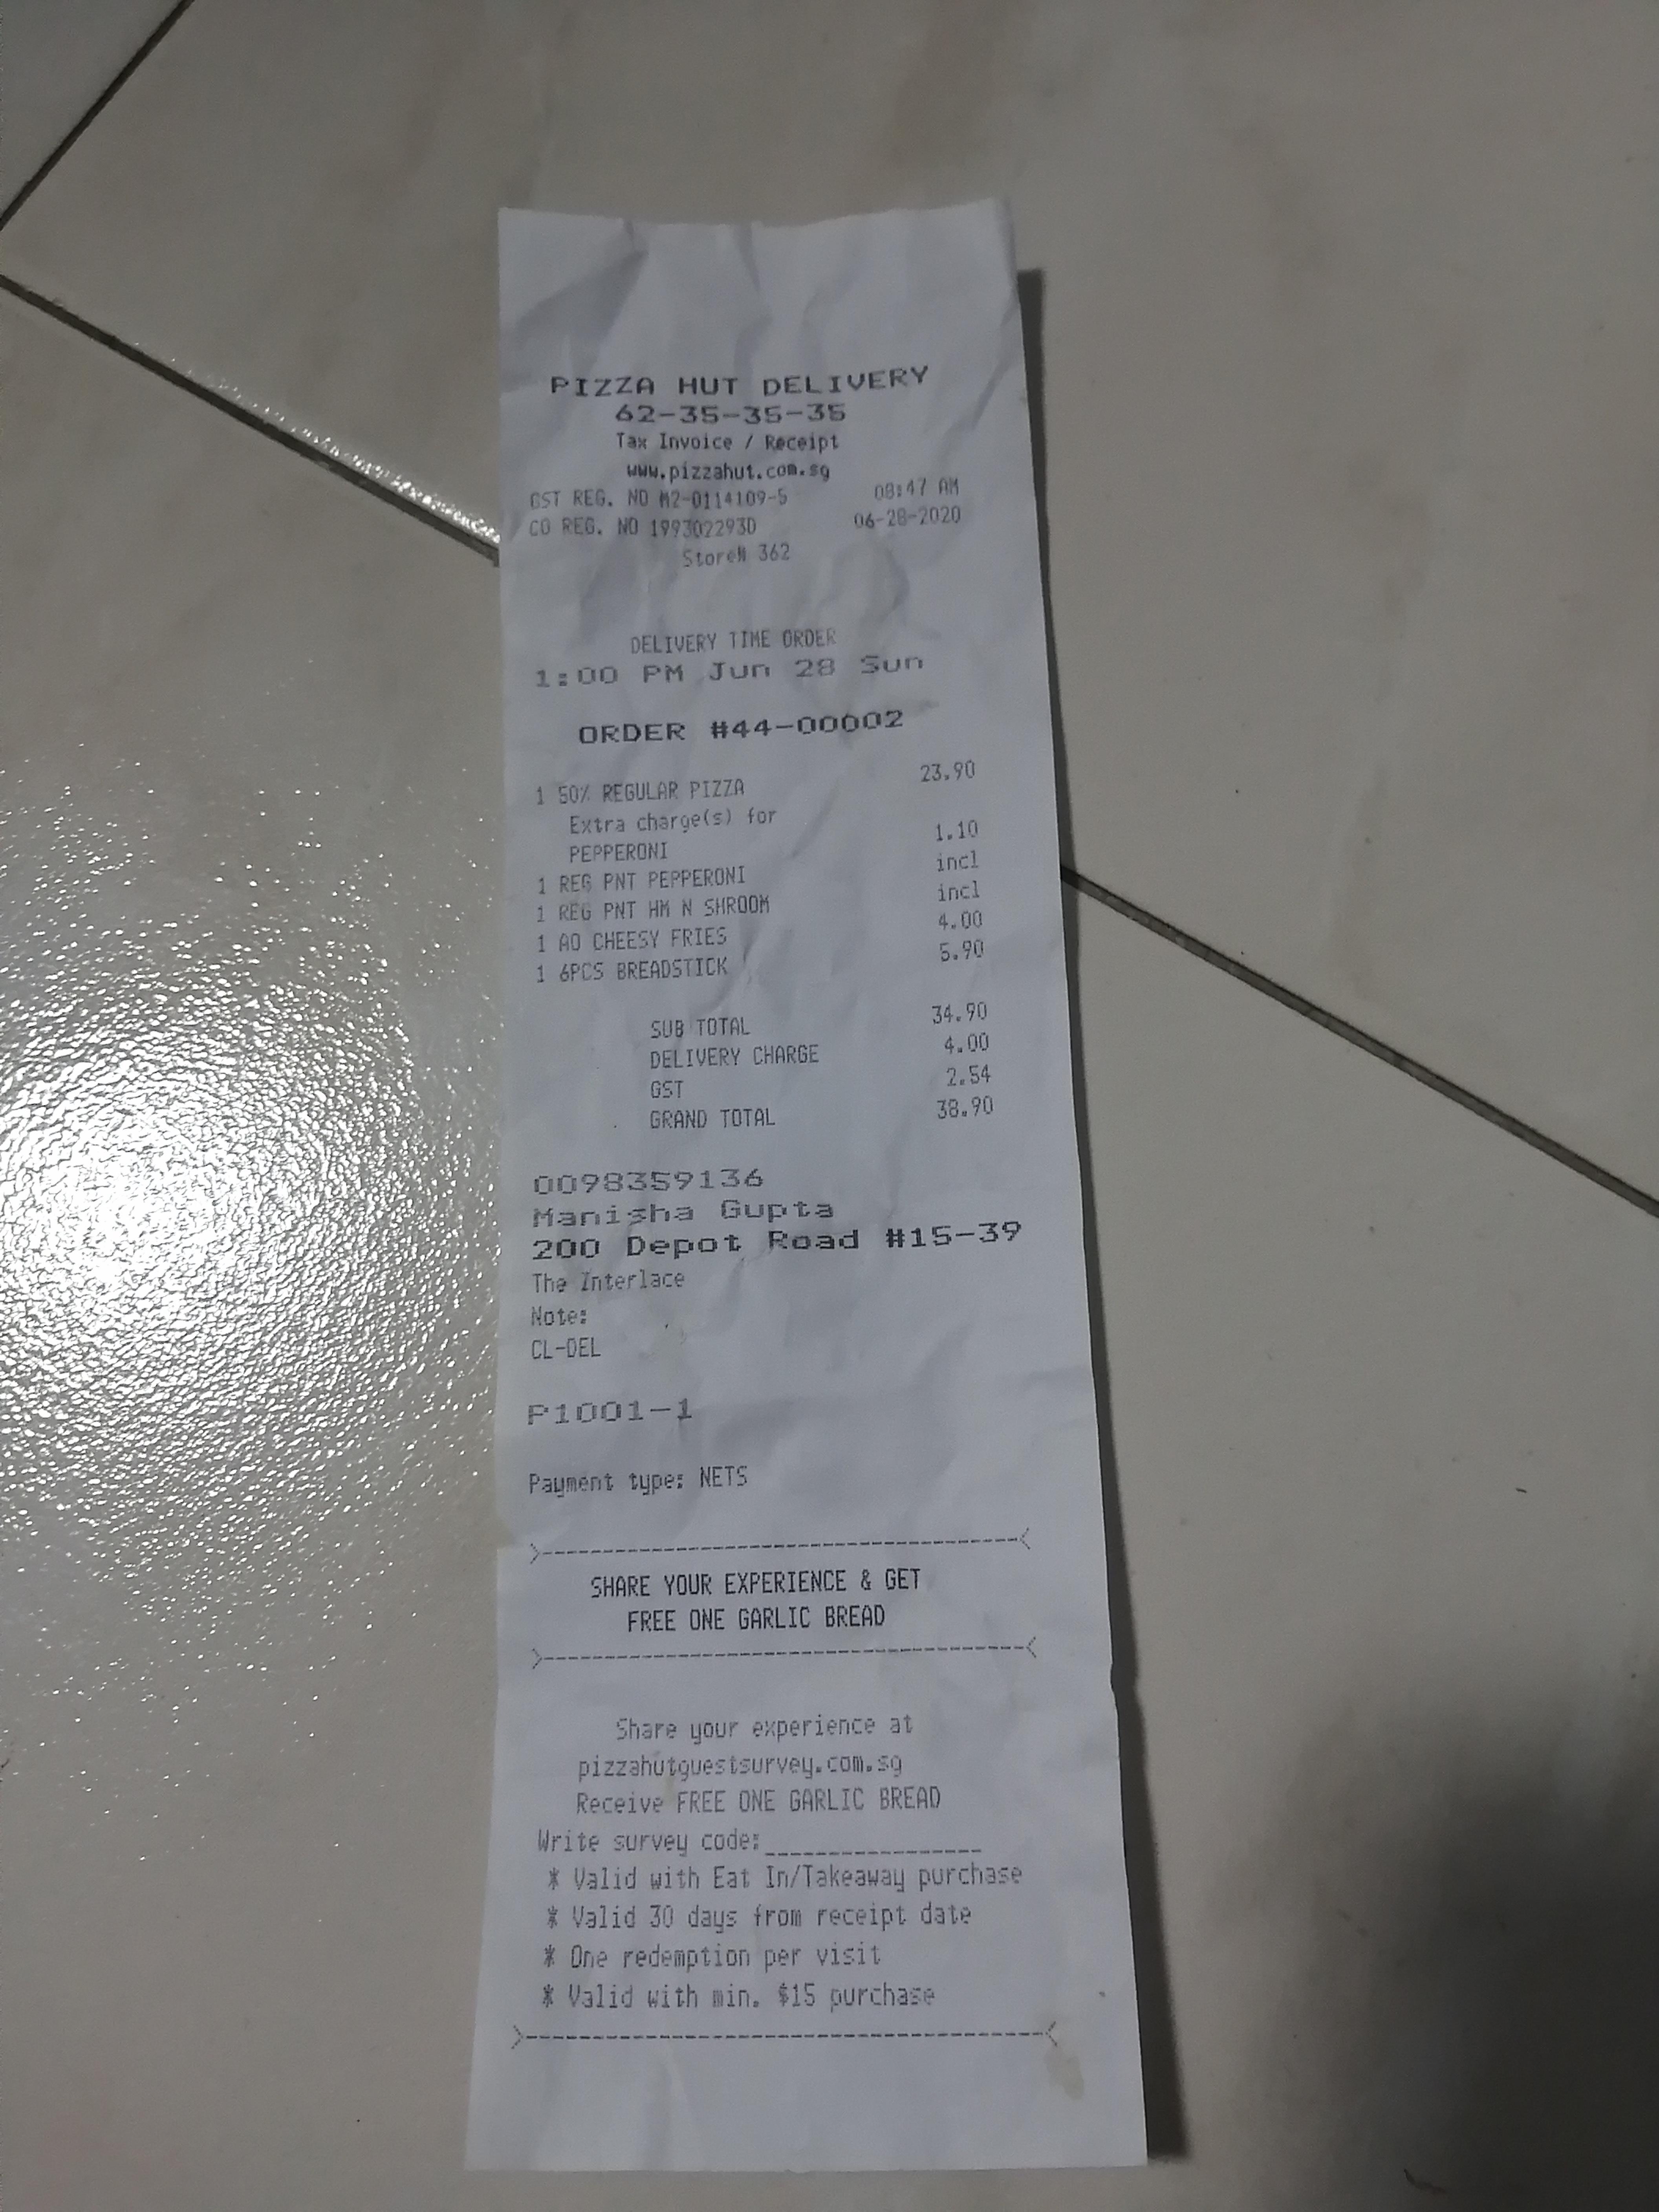 PIZZA HUT DELIVERY
62-35-35-35
Tax Invoice / Receipt
www.pizzahut.com.sg
GST REG. NO M2-0114109-5 08:47 AM
CO REG. NO 199302293D 06-28-2020
Store# 362
DELIVERY TIME ORDER
1:00 PM Jun 28 Sun
ORDER #44-00002
1 50% REGULAR PIZZA 23.90
Extra charge(s) for
PEPPERONI 1.10
1 REG PNT PEPPERONI incl
1 REG PNT HM N SHROOM incl
1 AO CHEESY FRIES 4.00
1 6PCS BREADSTICK 5.90
SUB TOTAL 34.90
DELIVERY CHARGE 4.00
GST 2.54
GRAND TOTAL 38.90
0098359136
Manisha Gupta
200 Depot Road #15-39
The Interlace
Note:
CL-DEL
P1001-1
Payment type: NETS
>---------------------------------------------<
SHARE YOUR EXPERIENCE & GET
FREE ONE GARLIC BREAD
>---------------------------------------------<
Share your experience at
pizzahutguestsurvey.com.sg
Receive FREE ONE GARLIC BREAD
Write survey code:_________________
* Valid with Eat In/Takeaway purchase
* Valid 30 days from receipt date
* One redemption per visit
* Valid with min. $15 purchase
>---------------------------------------------<